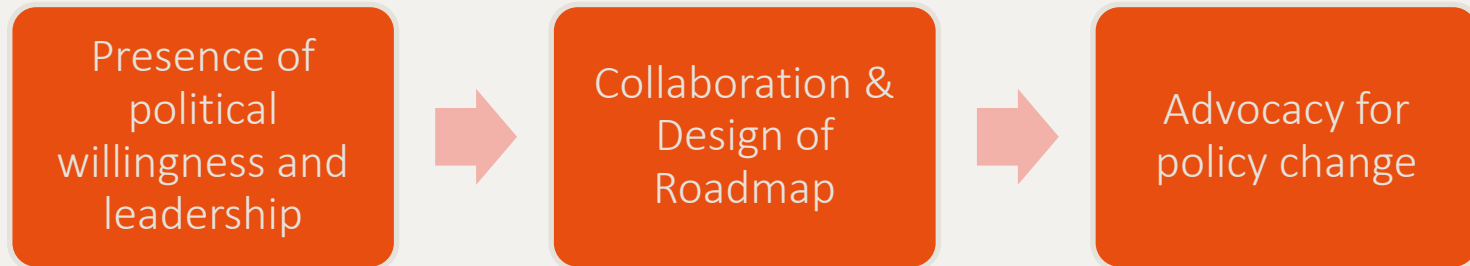 Presence of
political
willingness and
leadership
Collaboration &
Design of
Roadmap
Advocacy for
policy change